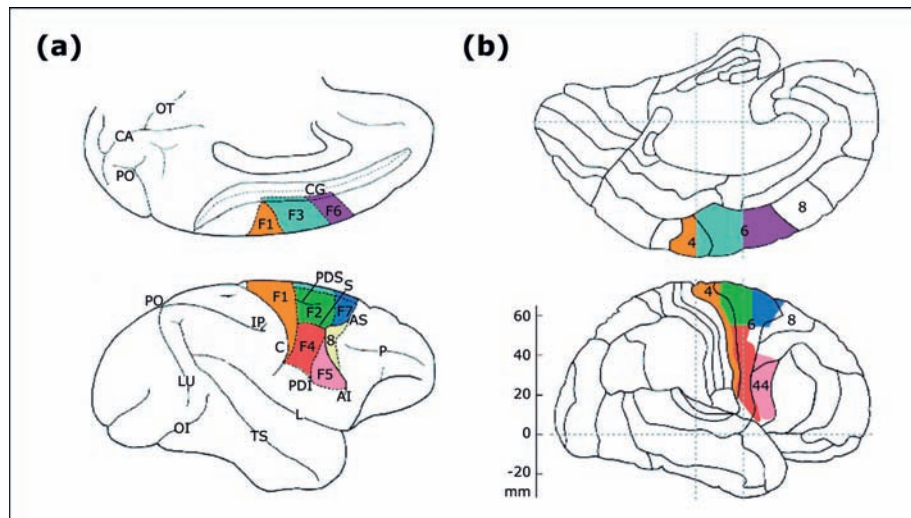 (a)
(b)
OT
CA
PO
CG
F1
F3
F6
4
6
8
PDS
S
F1
F2
F7
PO
IP
AS
C
F4
8
P
F5
PDI
AI
LU
L
OI
TS
4
6
8
44
60
40
20
0
-20
mm